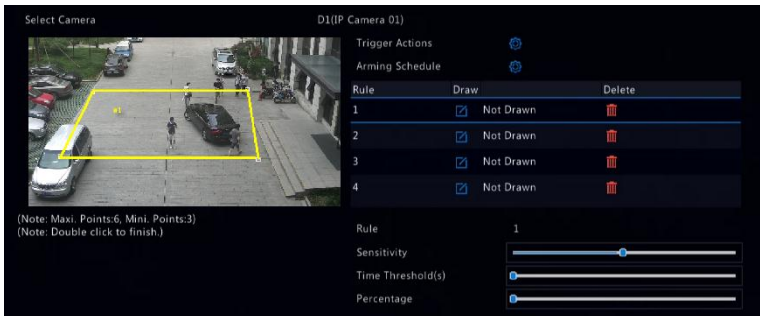 Select Camera D1(IP Camera 01)
Trigger Actions
Arming Schedule
Rule Draw Delete
1 Not Drawn
2 Not Drawn
3 Not Drawn
4 Not Drawn
#1
(Note: Maxi. Points:6, Mini. Points:3)
(Note: Double click to finish.)
Rule 1
Sensitivity
Time Threshold(s)
Percentage